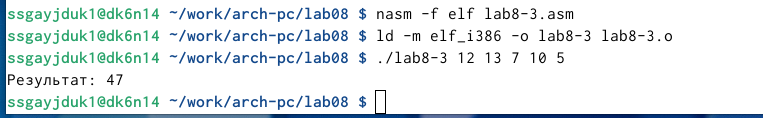 ssgayjduk1@dk6n14 ~/work/arch-pc/lab08 $ nasm -f elf lab8-3.asm
ssgayjduk1@dk6n14 ~/work/arch-pc/lab08 $ ld -m elf_i386 -o lab8-3 lab8-3.o
ssgayjduk1@dk6n14 ~/work/arch-pc/lab08 $ ./lab8-3 12 13 7 10 5
Результат: 47
ssgayjduk1@dk6n14 ~/work/arch-pc/lab08 $